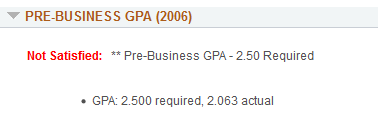 PRE-BUSINESS GPA (2006)
Not Satisfied: ** Pre-Business GPA - 2.50 Required
• GPA: 2.500 required, 2.063 actual